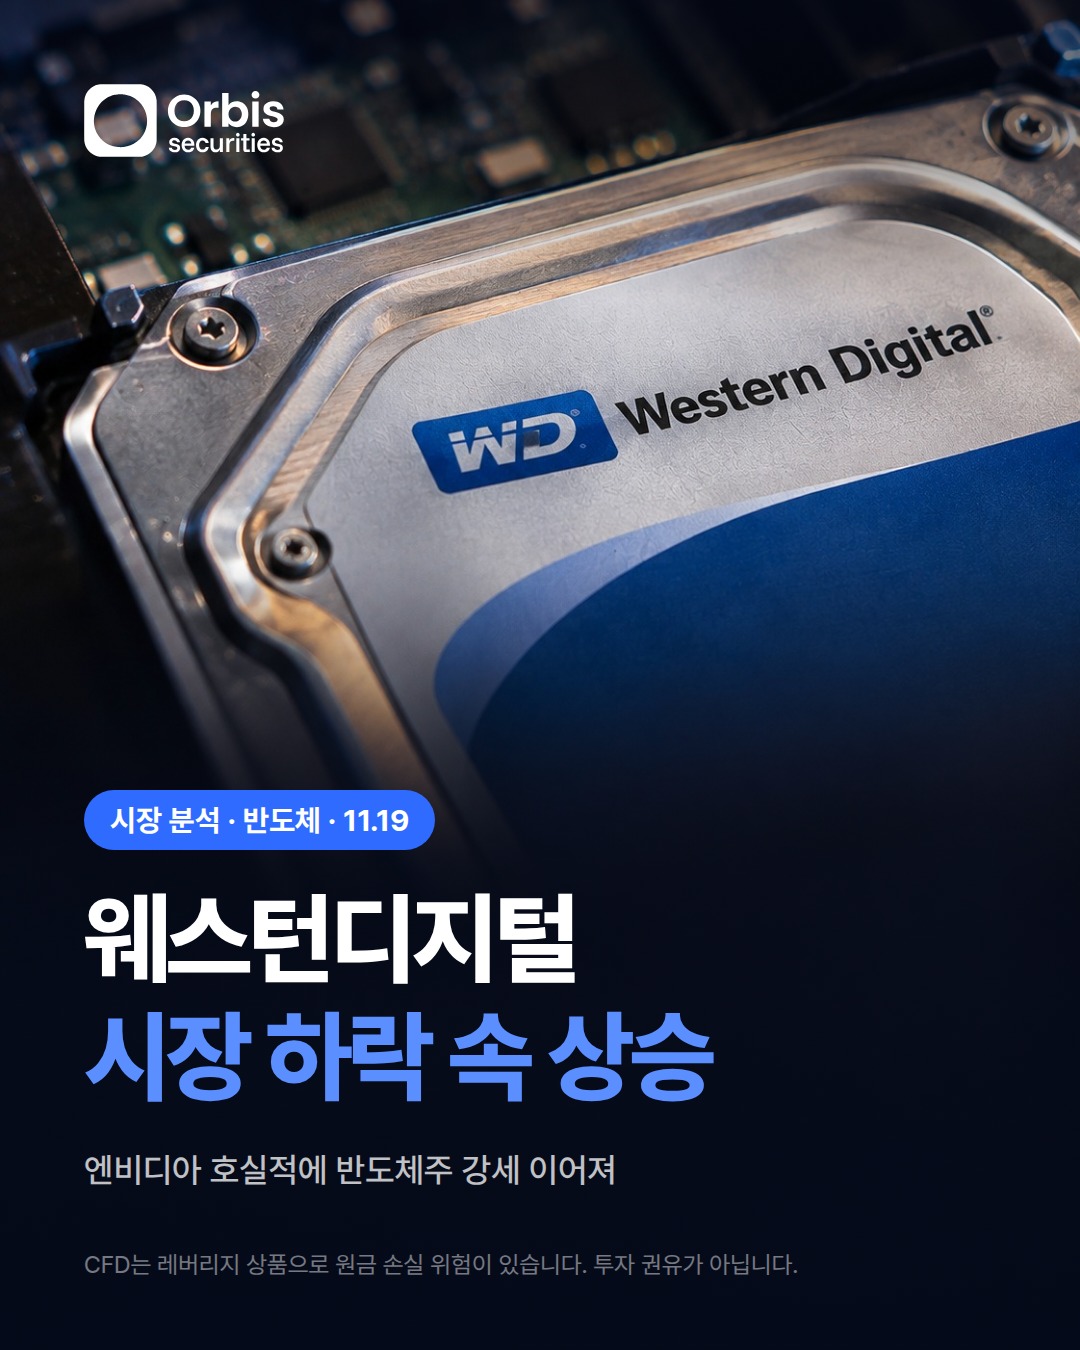 Orbis
securities
WD®
Western Digital®
시장 분석 · 반도체 · 11.19
웨스턴디지털
시장 하락 속 상승
엔비디아 호실적에 반도체주 강세 이어져
CFD는 레버리지 상품으로 원금 손실 위험이 있습니다. 투자 권유가 아닙니다.